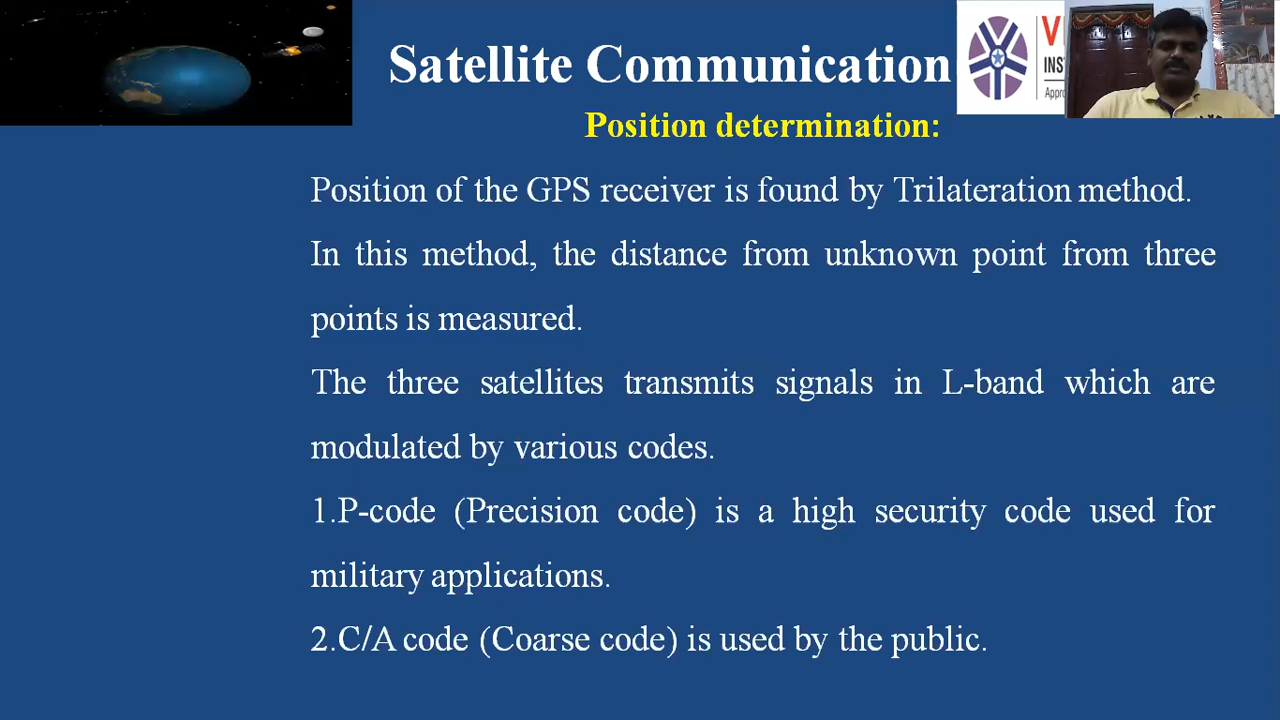 Satellite Communication
V
INS
Appro
Position determination:
Position of the GPS receiver is found by Trilateration method.
In this method, the distance from unknown point from three
points is measured.
The three satellites transmits signals in L-band which are
modulated by various codes.
1.P-code (Precision code) is a high security code used for
military applications.
2.C/A code (Coarse code) is used by the public.